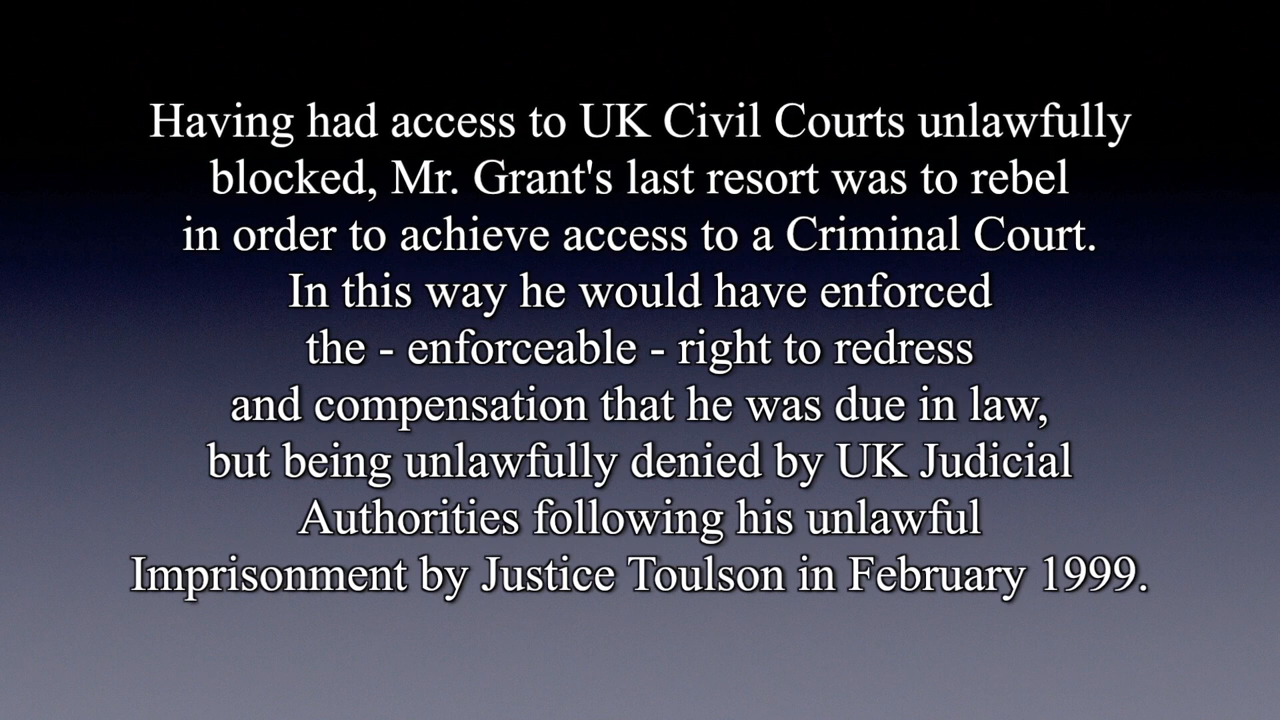 Having had access to UK Civil Courts unlawfully
blocked, Mr. Grant's last resort was to rebel
in order to achieve access to a Criminal Court.
In this way he would have enforced
the - enforceable - right to redress
and compensation that he was due in law,
but being unlawfully denied by UK Judicial
Authorities following his unlawful
Imprisonment by Justice Toulson in February 1999.